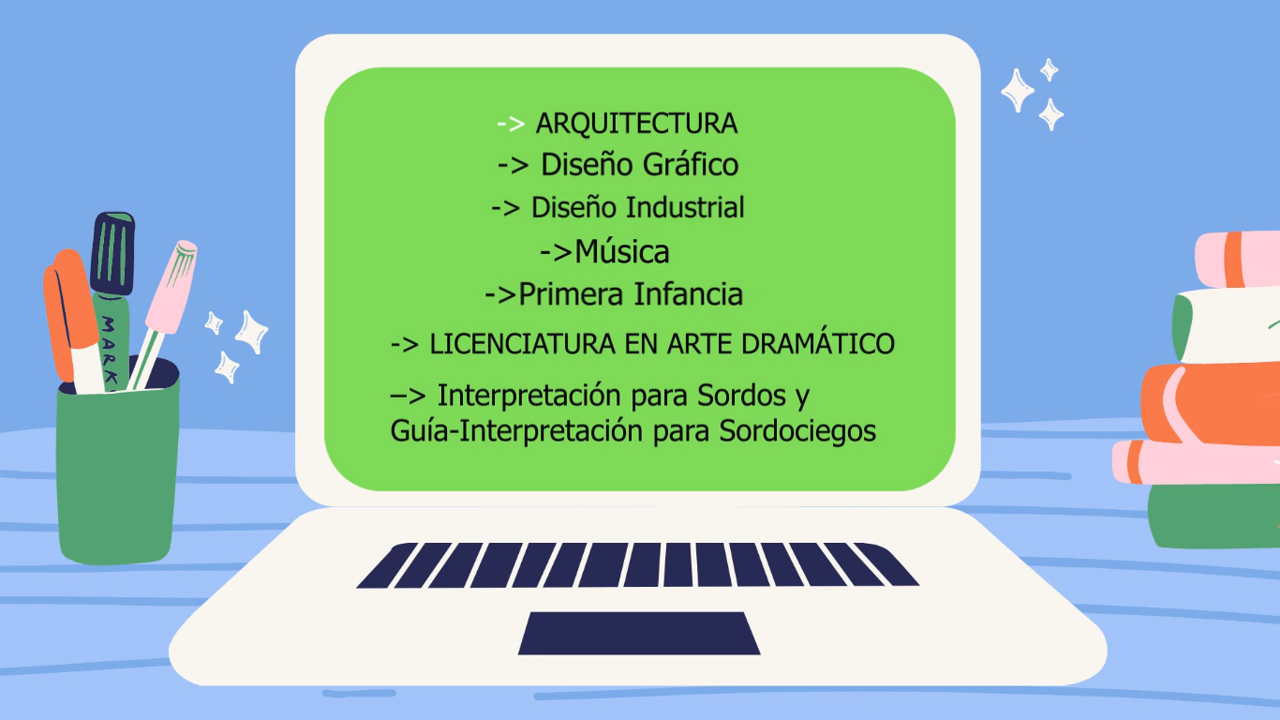 -> ARQUITECTURA
-> Diseño Gráfico
-> Diseño Industrial
->Música
->Primera Infancia
-> LICENCIATURA EN ARTE DRAMÁTICO
–> Interpretación para Sordos y
Guía-Interpretación para Sordociegos
MARK